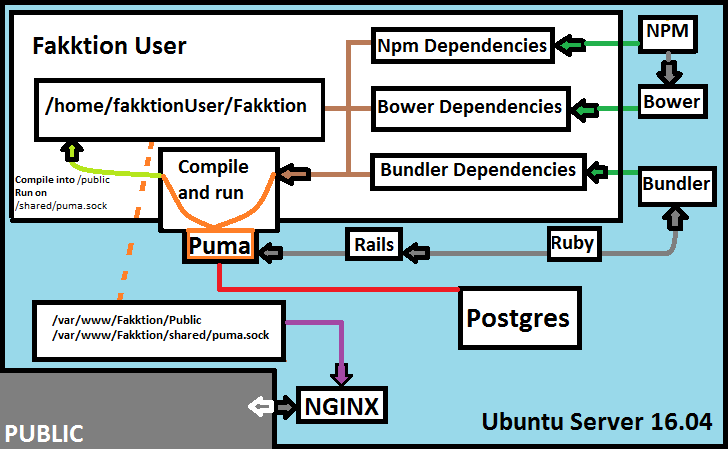 Fakktion User
Npm Dependencies
NPM
/home/fakktionUser/Fakktion
Bower Dependencies
Bower
Compile
and run
Bundler Dependencies
Bundler
Compile into /public
Run on
/shared/puma.sock
Puma
Rails
Ruby
/var/www/Fakktion/Public
/var/www/Fakktion/shared/puma.sock
Postgres
NGINX
Ubuntu Server 16.04
PUBLIC